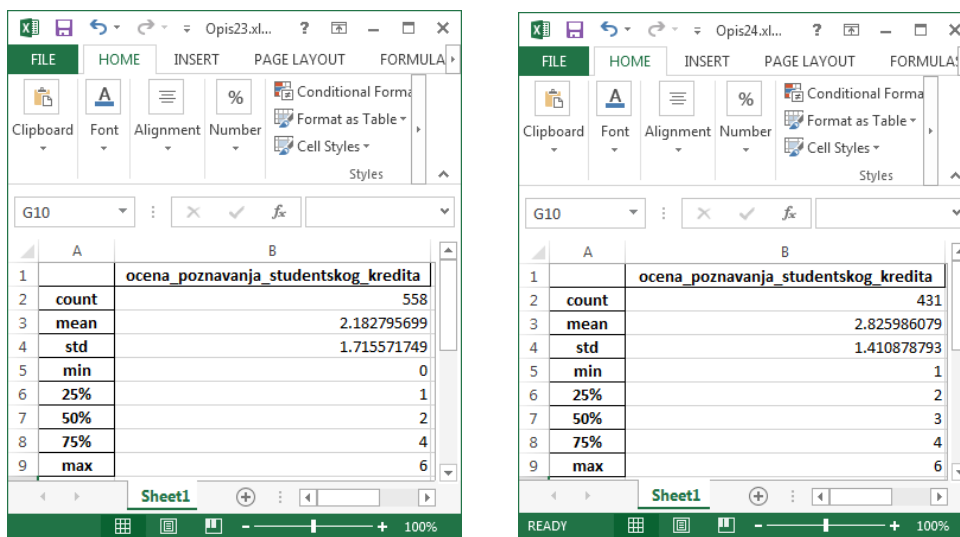 Opis23.xl... ?
FILE HOME INSERT PAGE LAYOUT FORMULA
Clipboard Font Alignment Number
%
Conditional Forma
Format as Table
Cell Styles
Styles
G10 fx
A B
1 ocena_poznavanja_studentskog_kredita
2 count 558
3 mean 2.182795699
4 std 1.715571749
5 min 0
6 25% 1
7 50% 2
8 75% 4
9 max 6
Sheet1
100%
Opis24.xl... ?
FILE HOME INSERT PAGE LAYOUT FORMULAS
Clipboard Font Alignment Number
%
Conditional Forma
Format as Table
Cell Styles
Styles
G10 fx
A B
1 ocena_poznavanja_studentskog_kredita
2 count 431
3 mean 2.825986079
4 std 1.410878793
5 min 1
6 25% 2
7 50% 3
8 75% 4
9 max 6
Sheet1
READY 100%